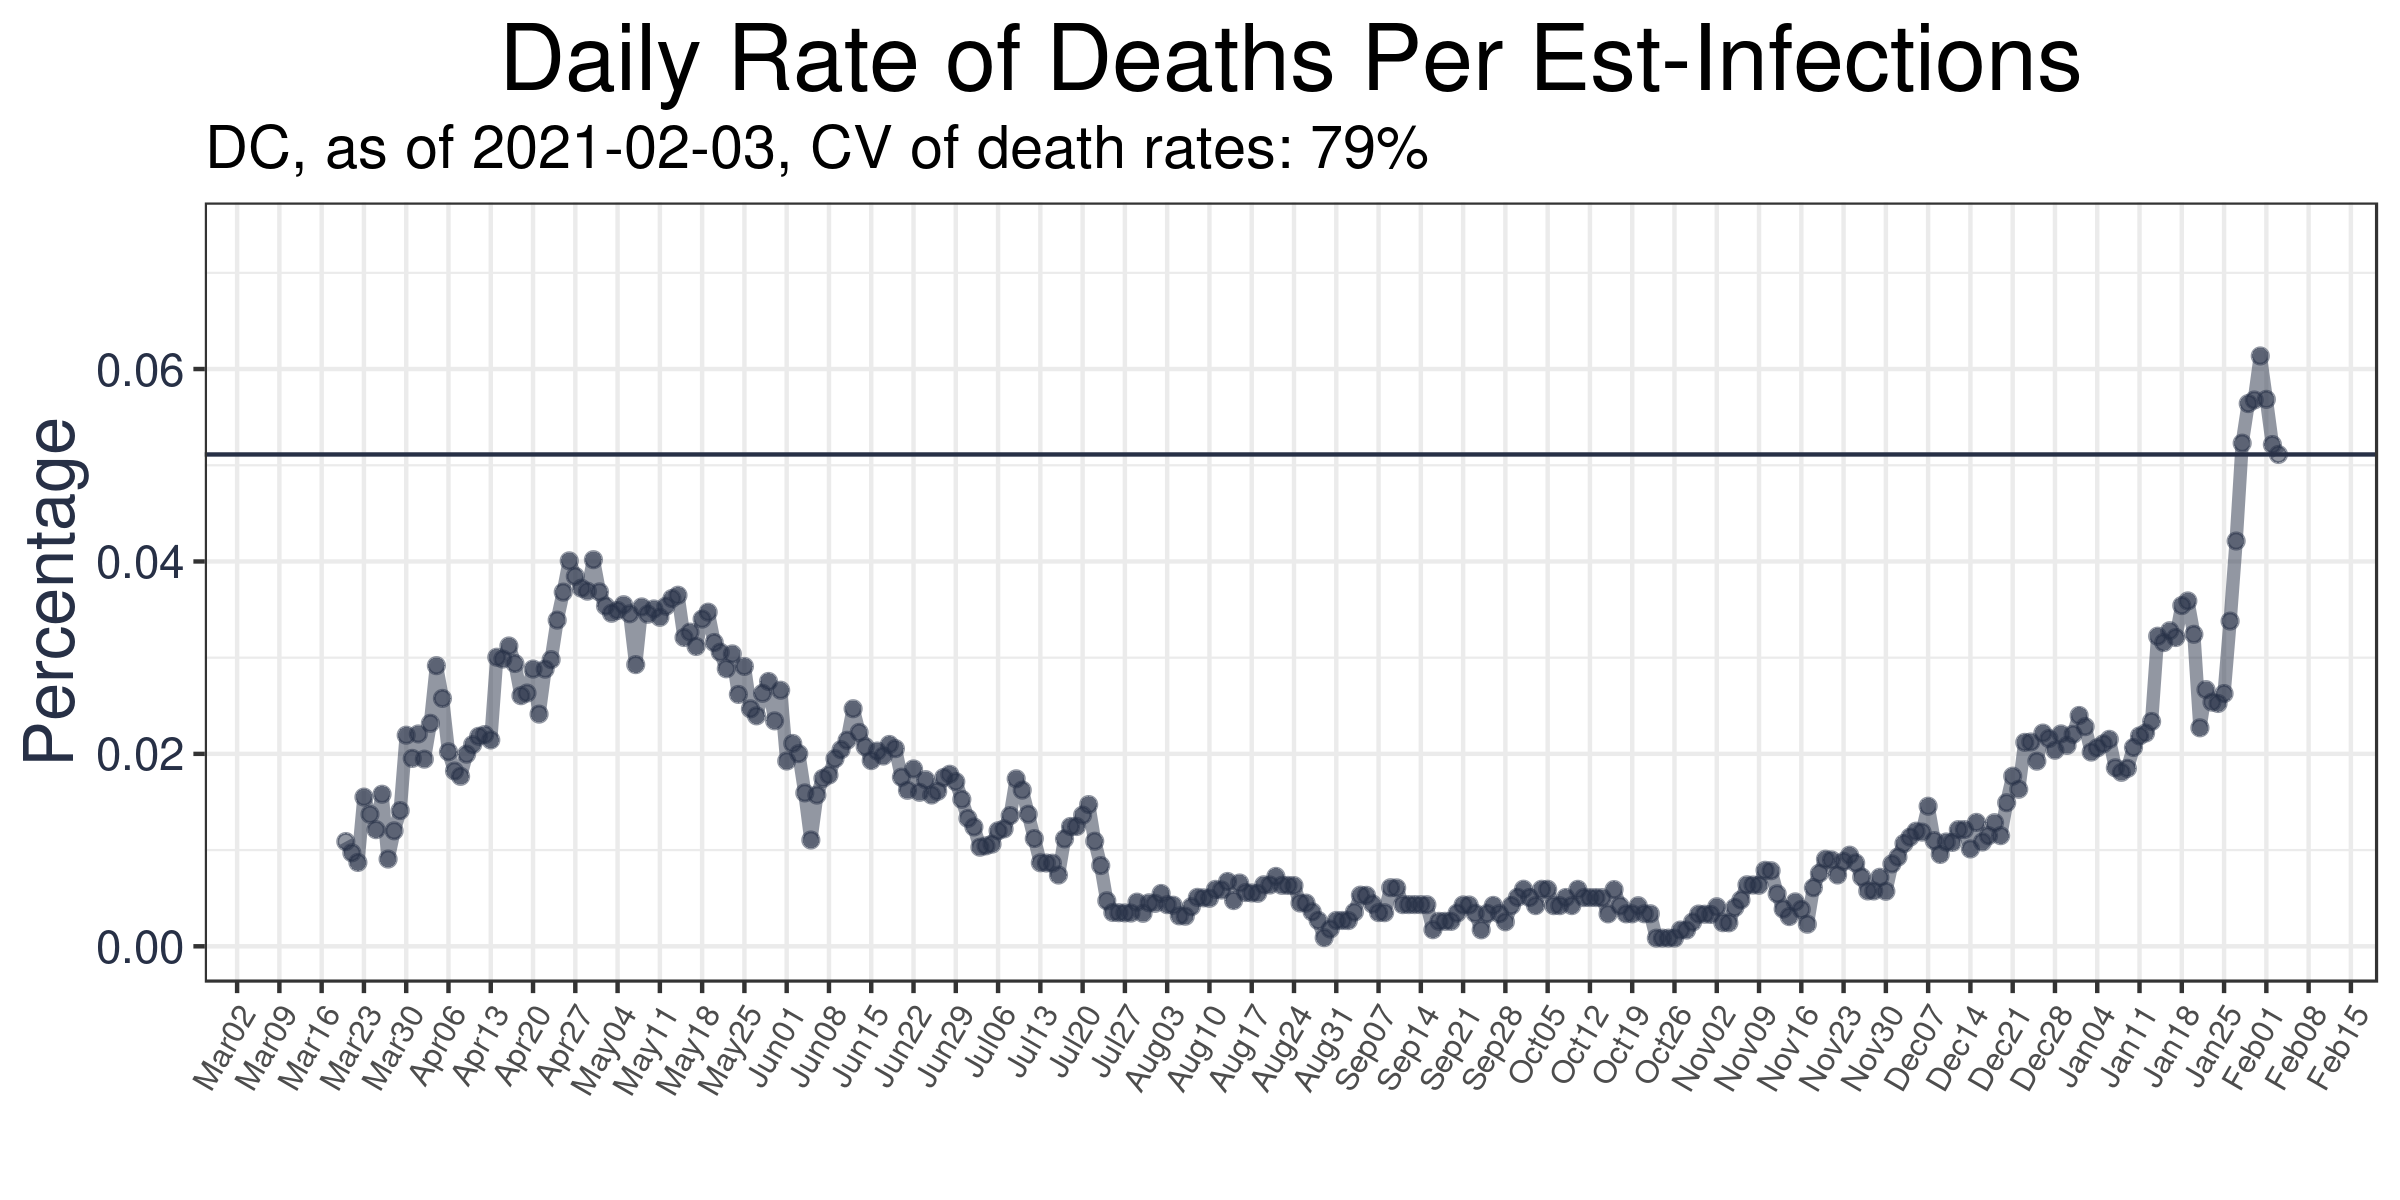 Daily Rate of Deaths Per Est-Infections
DC, as of 2021-02-03, CV of death rates: 79%
Percentage
0.06
0.04
0.02
0.00
Mar02
Mar09
Mar16
Mar23
Mar30
Apr06
Apr13
Apr20
Apr27
May04
May11
May18
May25
Jun01
Jun08
Jun15
Jun22
Jun29
Jul06
Jul13
Jul20
Jul27
Aug03
Aug10
Aug17
Aug24
Aug31
Sep07
Sep14
Sep21
Sep28
Oct05
Oct12
Oct19
Oct26
Nov02
Nov09
Nov16
Nov23
Nov30
Dec07
Dec14
Dec21
Dec28
Jan04
Jan11
Jan18
Jan25
Feb01
Feb08
Feb15